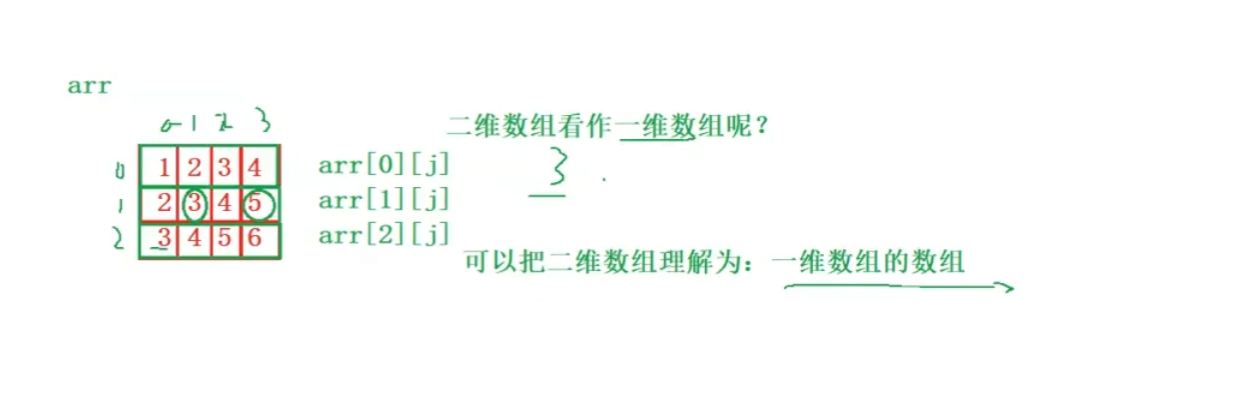 arr
0 1 2 3
二维数组看作一维数组呢？
0 1 2 3 4 arr[0][j] 3
1 2 3 4 5 arr[1][j]
2 3 4 5 6 arr[2][j]
可以把二维数组理解为：一维数组的数组